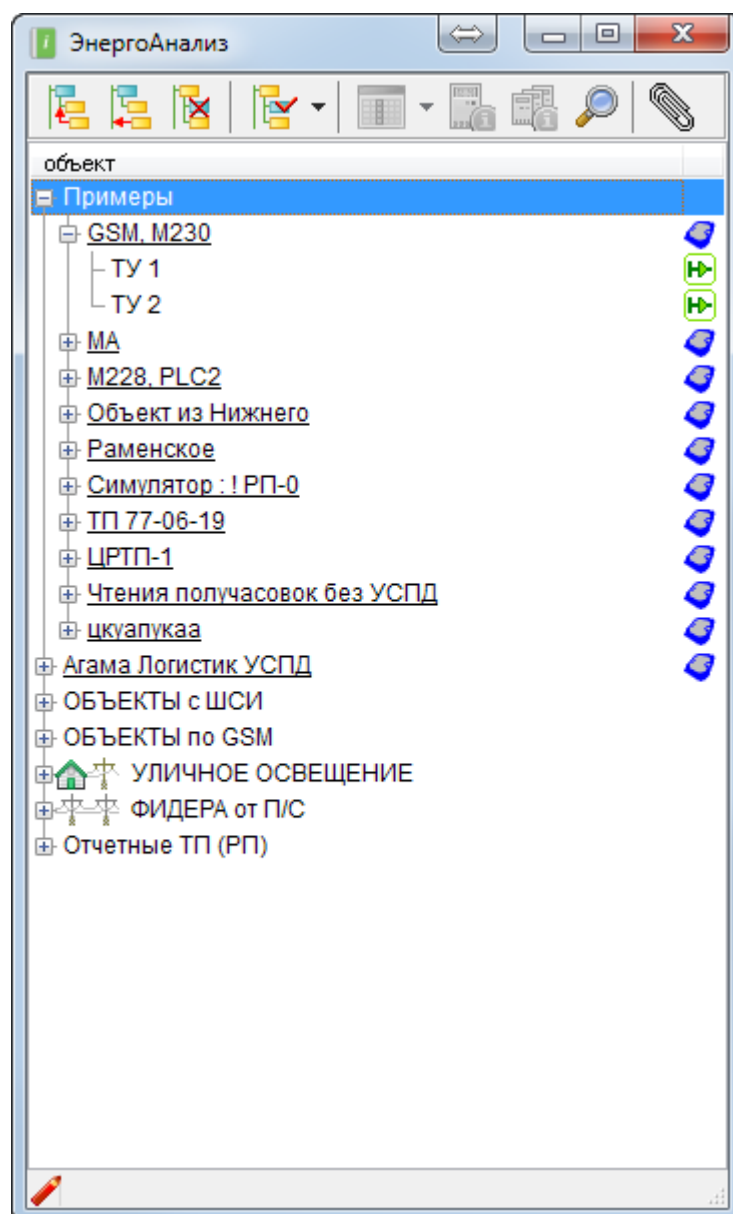 ЭнергоАнализ
объект
Примеры
GSM, M230
ТУ 1
ТУ 2
МА
М228, PLC2
Объект из Нижнего
Раменское
Симулятор : ! РП-0
ТП 77-06-19
ЦРТП-1
Чтения получасовок без УСПД
цкуапукаа
Агама Логистик УСПД
ОБЪЕКТЫ с ШСИ
ОБЪЕКТЫ по GSM
УЛИЧНОЕ ОСВЕЩЕНИЕ
ФИДЕРА от П/С
Отчетные ТП (РП)